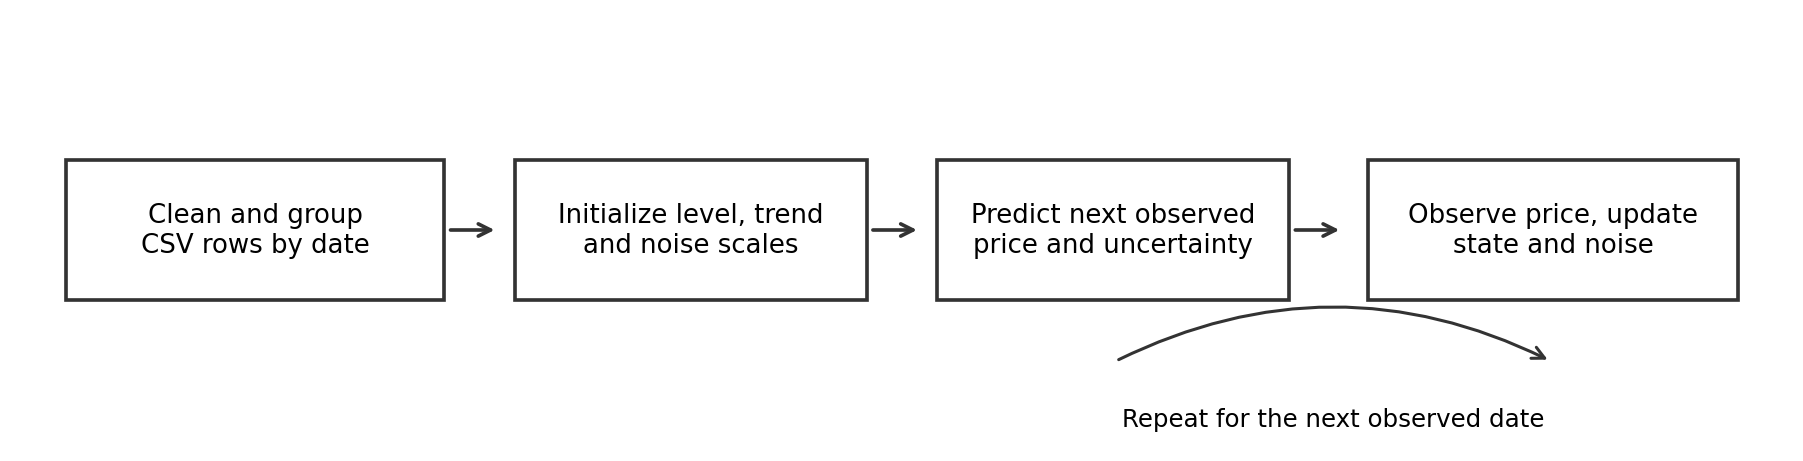 Clean and group
CSV rows by date
Initialize level, trend
and noise scales
Predict next observed
price and uncertainty
Observe price, update
state and noise
Repeat for the next observed date